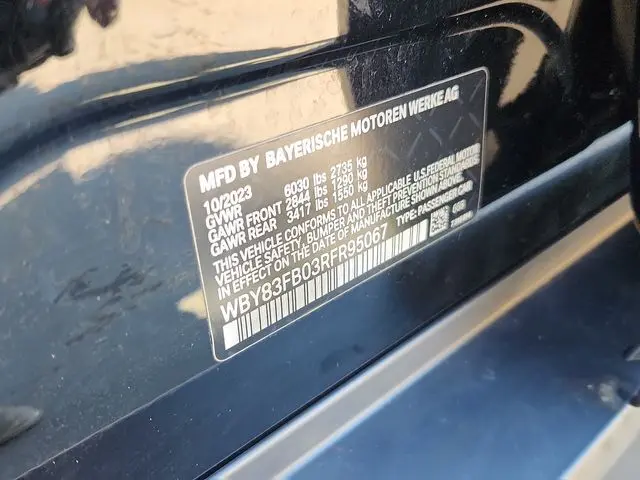 MFD BY BAYERISCHE MOTOREN WERKE AG
10/2023
GVWR 6030 lbs 2735 kg
GAWR FRONT 2844 lbs 1290 kg
GAWR REAR 3417 lbs 1550 kg
THIS VEHICLE CONFORMS TO ALL APPLICABLE U.S. FEDERAL MOTOR
VEHICLE SAFETY, BUMPER AND THEFT PREVENTION STANDARDS
IN EFFECT ON THE DATE OF MANUFACTURE SHOWN ABOVE.
WBY83FB03RFR95067
TYPE: PASSENGER CAR